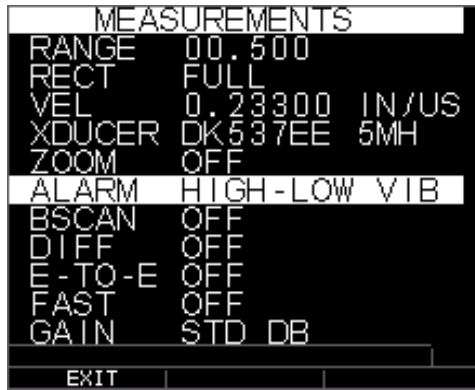 MEASUREMENTS
RANGE 00.500
RECT FULL
VEL 0.23300 IN/US
XDUCER DK537EE 5MH
ZOOM OFF
ALARM HIGH-LOW VIB
BSCAN OFF
DIFF OFF
E-TO-E OFF
FAST OFF
GAIN STD DB
EXIT